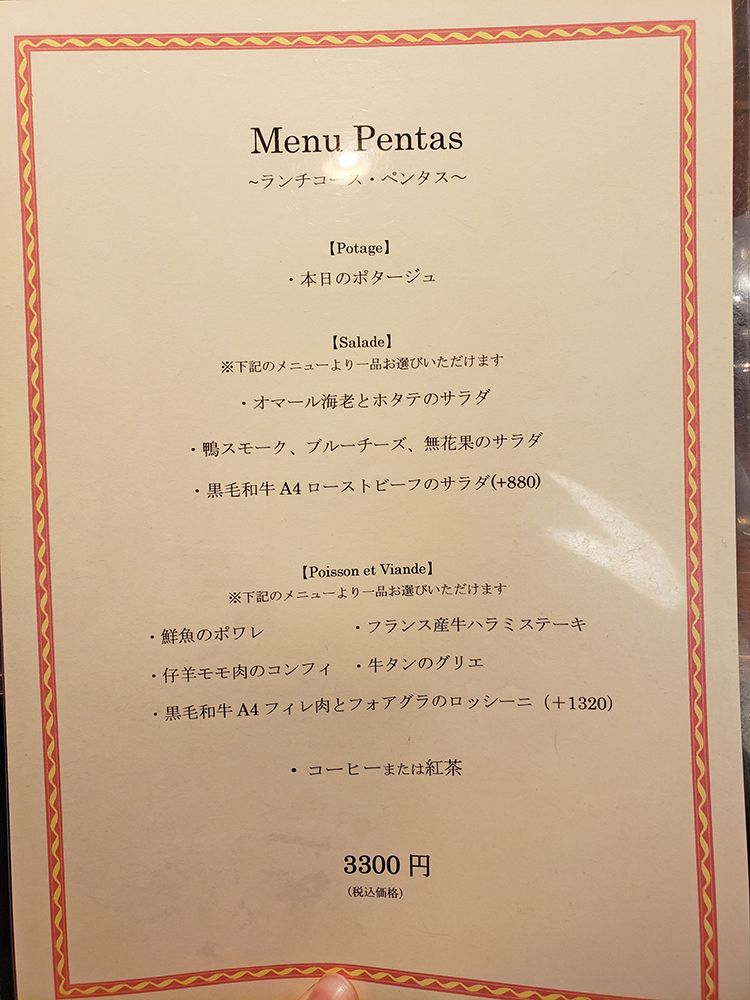 Menu Pentas
~ランチコース・ペンタス~
【Potage】
・本日のポタージュ
【Salade】
※下記のメニューより一品お選びいただけます
・オマール海老とホタテのサラダ
・鴨スモーク、ブルーチーズ、無花果のサラダ
・黒毛和牛 A4 ローストビーフのサラダ(+880)
【Poisson et Viande】
※下記のメニューより一品お選びいただけます
・鮮魚のポワレ ・フランス産牛ハラミステーキ
・仔羊モモ肉のコンフィ ・牛タンのグリエ
・黒毛和牛 A4 フィレ肉とフォアグラのロッシーニ（＋1320）
・コーヒーまたは紅茶
3300 円
（税込価格）